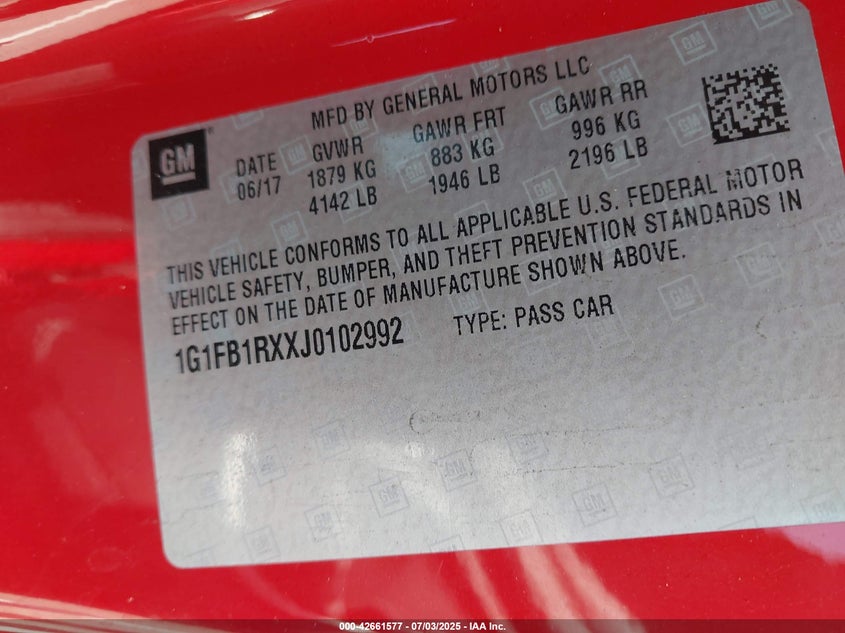 MFD BY GENERAL MOTORS LLC
GM
DATE GVWR GAWR FRT GAWR RR
06/17 1879 KG 883 KG 996 KG
4142 LB 1946 LB 2196 LB
THIS VEHICLE CONFORMS TO ALL APPLICABLE U.S. FEDERAL MOTOR
VEHICLE SAFETY, BUMPER, AND THEFT PREVENTION STANDARDS IN
EFFECT ON THE DATE OF MANUFACTURE SHOWN ABOVE.
1G1FB1RXXJ0102992 TYPE: PASS CAR
000-42661577 / 07/03/2025 - IAA Inc.